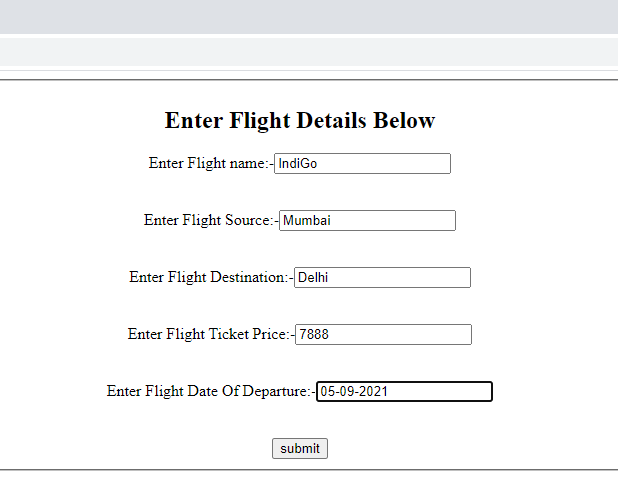 Enter Flight Details Below
Enter Flight name:-IndiGo
Enter Flight Source:-Mumbai
Enter Flight Destination:-Delhi
Enter Flight Ticket Price:-7888
Enter Flight Date Of Departure:-05-09-2021
submit